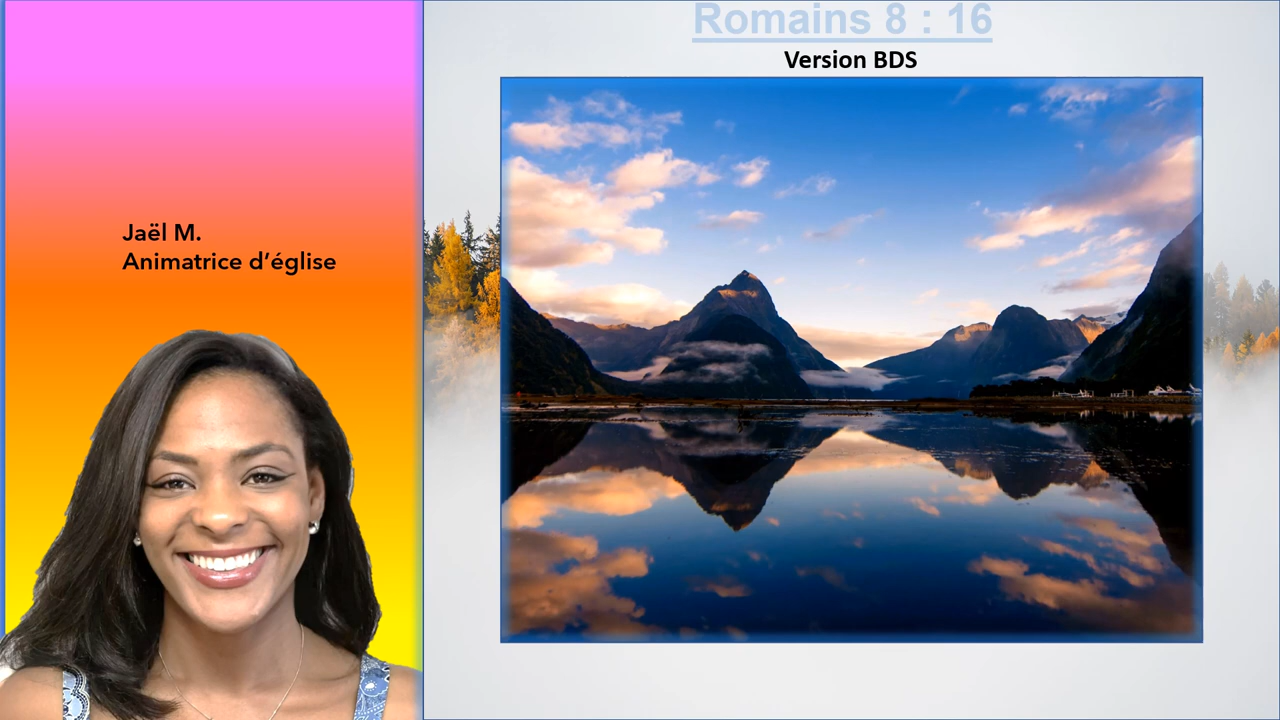 Romains 8 : 16
Version BDS
Jaël M.
Animatrice d’église